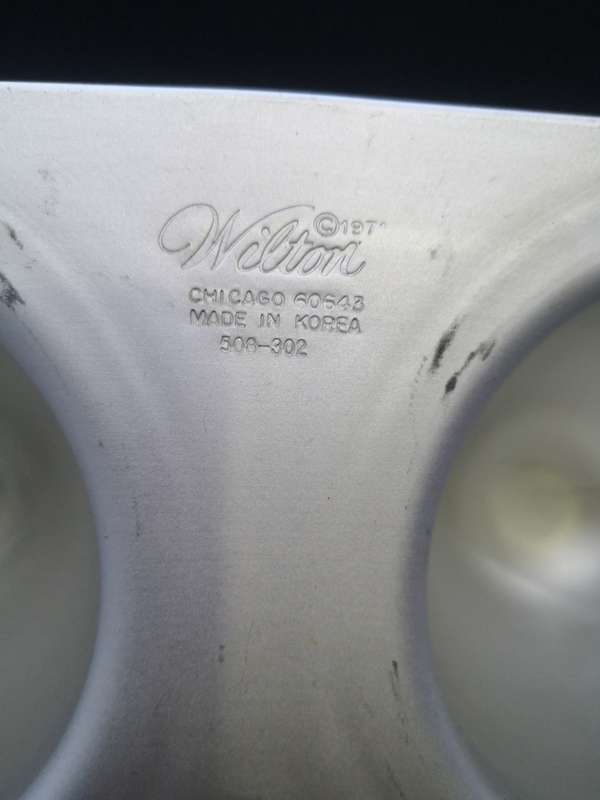 ©197
Wilton
CHICAGO 60643
MADE IN KOREA
508-302